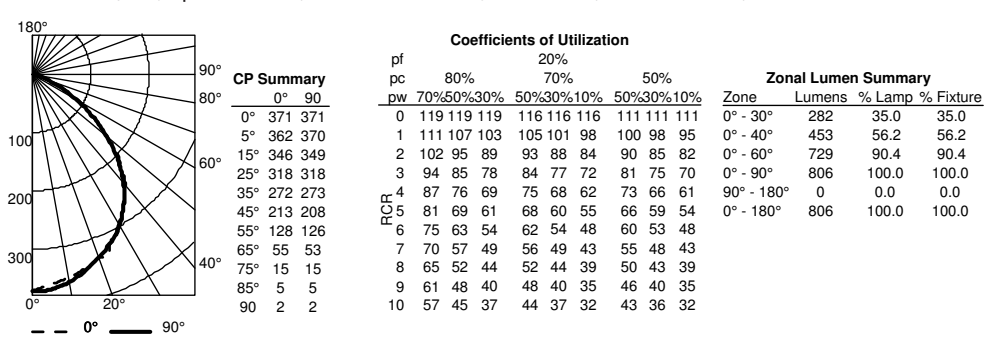 180°
90°
80°
60°
40°
100
200
300
0°
20°
0°
90°
CP Summary
0° 90
0° 371 371
5° 362 370
15° 346 349
25° 318 318
35° 272 273
45° 213 208
55° 128 126
65° 55 53
75° 15 15
85° 5 5
90 2 2
Coefficients of Utilization
pf 20%
pc 80% 70% 50%
pw 70%50%30% 50%30%10% 50%30%10%
RCR
0 119 119 119 116 116 116 111 111 111
1 111 107 103 105 101 98 100 98 95
2 102 95 89 93 88 84 90 85 82
3 94 85 78 84 77 72 81 75 70
4 87 76 69 75 68 62 73 66 61
5 81 69 61 68 60 55 66 59 54
6 75 63 54 62 54 48 60 53 48
7 70 57 49 56 49 43 55 48 43
8 65 52 44 52 44 39 50 43 39
9 61 48 40 48 40 35 46 40 35
10 57 45 37 44 37 32 43 36 32
Zonal Lumen Summary
Zone Lumens % Lamp % Fixture
0° - 30° 282 35.0 35.0
0° - 40° 453 56.2 56.2
0° - 60° 729 90.4 90.4
0° - 90° 806 100.0 100.0
90° - 180° 0 0.0 0.0
0° - 180° 806 100.0 100.0